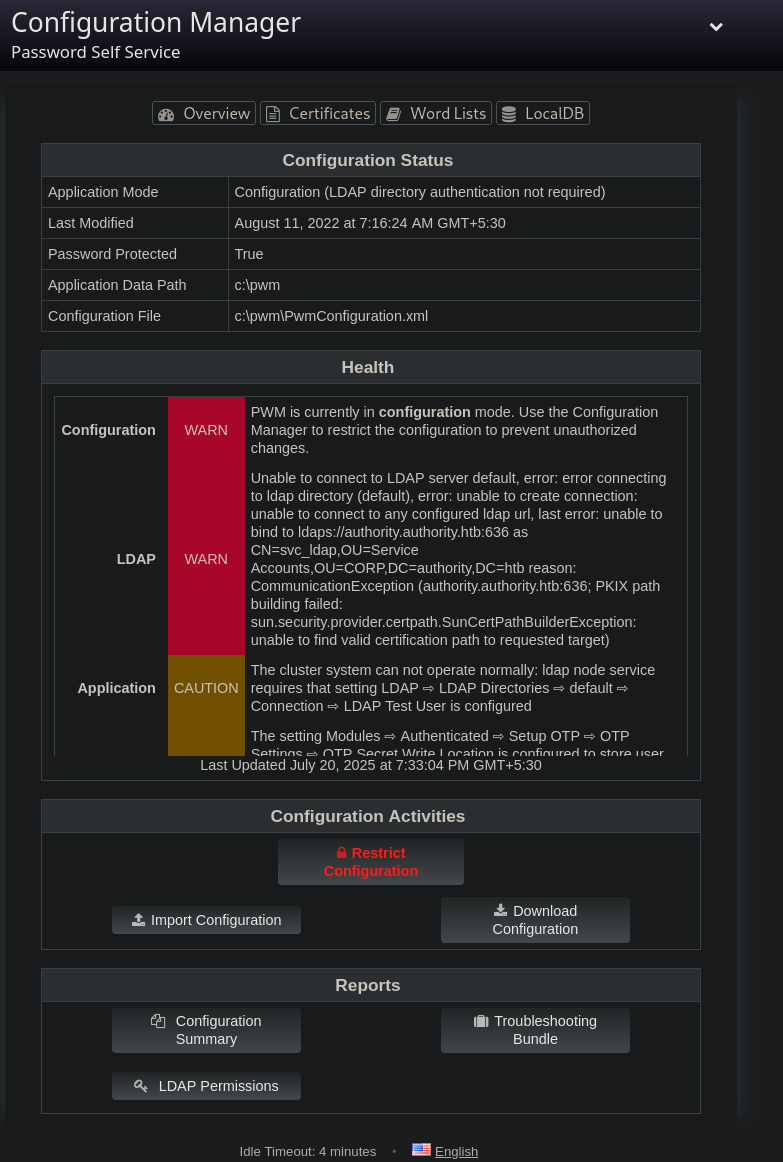 Configuration Manager
Password Self Service
Overview Certificates Word Lists LocalDB
Configuration Status
Application Mode Configuration (LDAP directory authentication not required)
Last Modified August 11, 2022 at 7:16:24 AM GMT+5:30
Password Protected True
Application Data Path c:\pwm
Configuration File c:\pwm\PwmConfiguration.xml
Health
PWM is currently in configuration mode. Use the Configuration
Configuration WARN Manager to restrict the configuration to prevent unauthorized
changes.
Unable to connect to LDAP server default, error: error connecting
to ldap directory (default), error: unable to create connection:
unable to connect to any configured ldap url, last error: unable to
bind to ldaps://authority.authority.htb:636 as
CN=svc_ldap,OU=Service
LDAP WARN Accounts,OU=CORP,DC=authority,DC=htb reason:
CommunicationException (authority.authority.htb:636; PKIX path
building failed:
sun.security.provider.certpath.SunCertPathBuilderException:
unable to find valid certification path to requested target)
The cluster system can not operate normally: ldap node service
Application CAUTION requires that setting LDAP ⇨ LDAP Directories ⇨ default ⇨
Connection ⇨ LDAP Test User is configured
The setting Modules ⇨ Authenticated ⇨ Setup OTP ⇨ OTP
Settings ⇨ OTP Secret Write Location is configured to store user
Last Updated July 20, 2025 at 7:33:04 PM GMT+5:30
Configuration Activities
Restrict
Configuration
Import Configuration
Download
Configuration
Reports
Configuration
Summary
Troubleshooting
Bundle
LDAP Permissions
Idle Timeout: 4 minutes • English